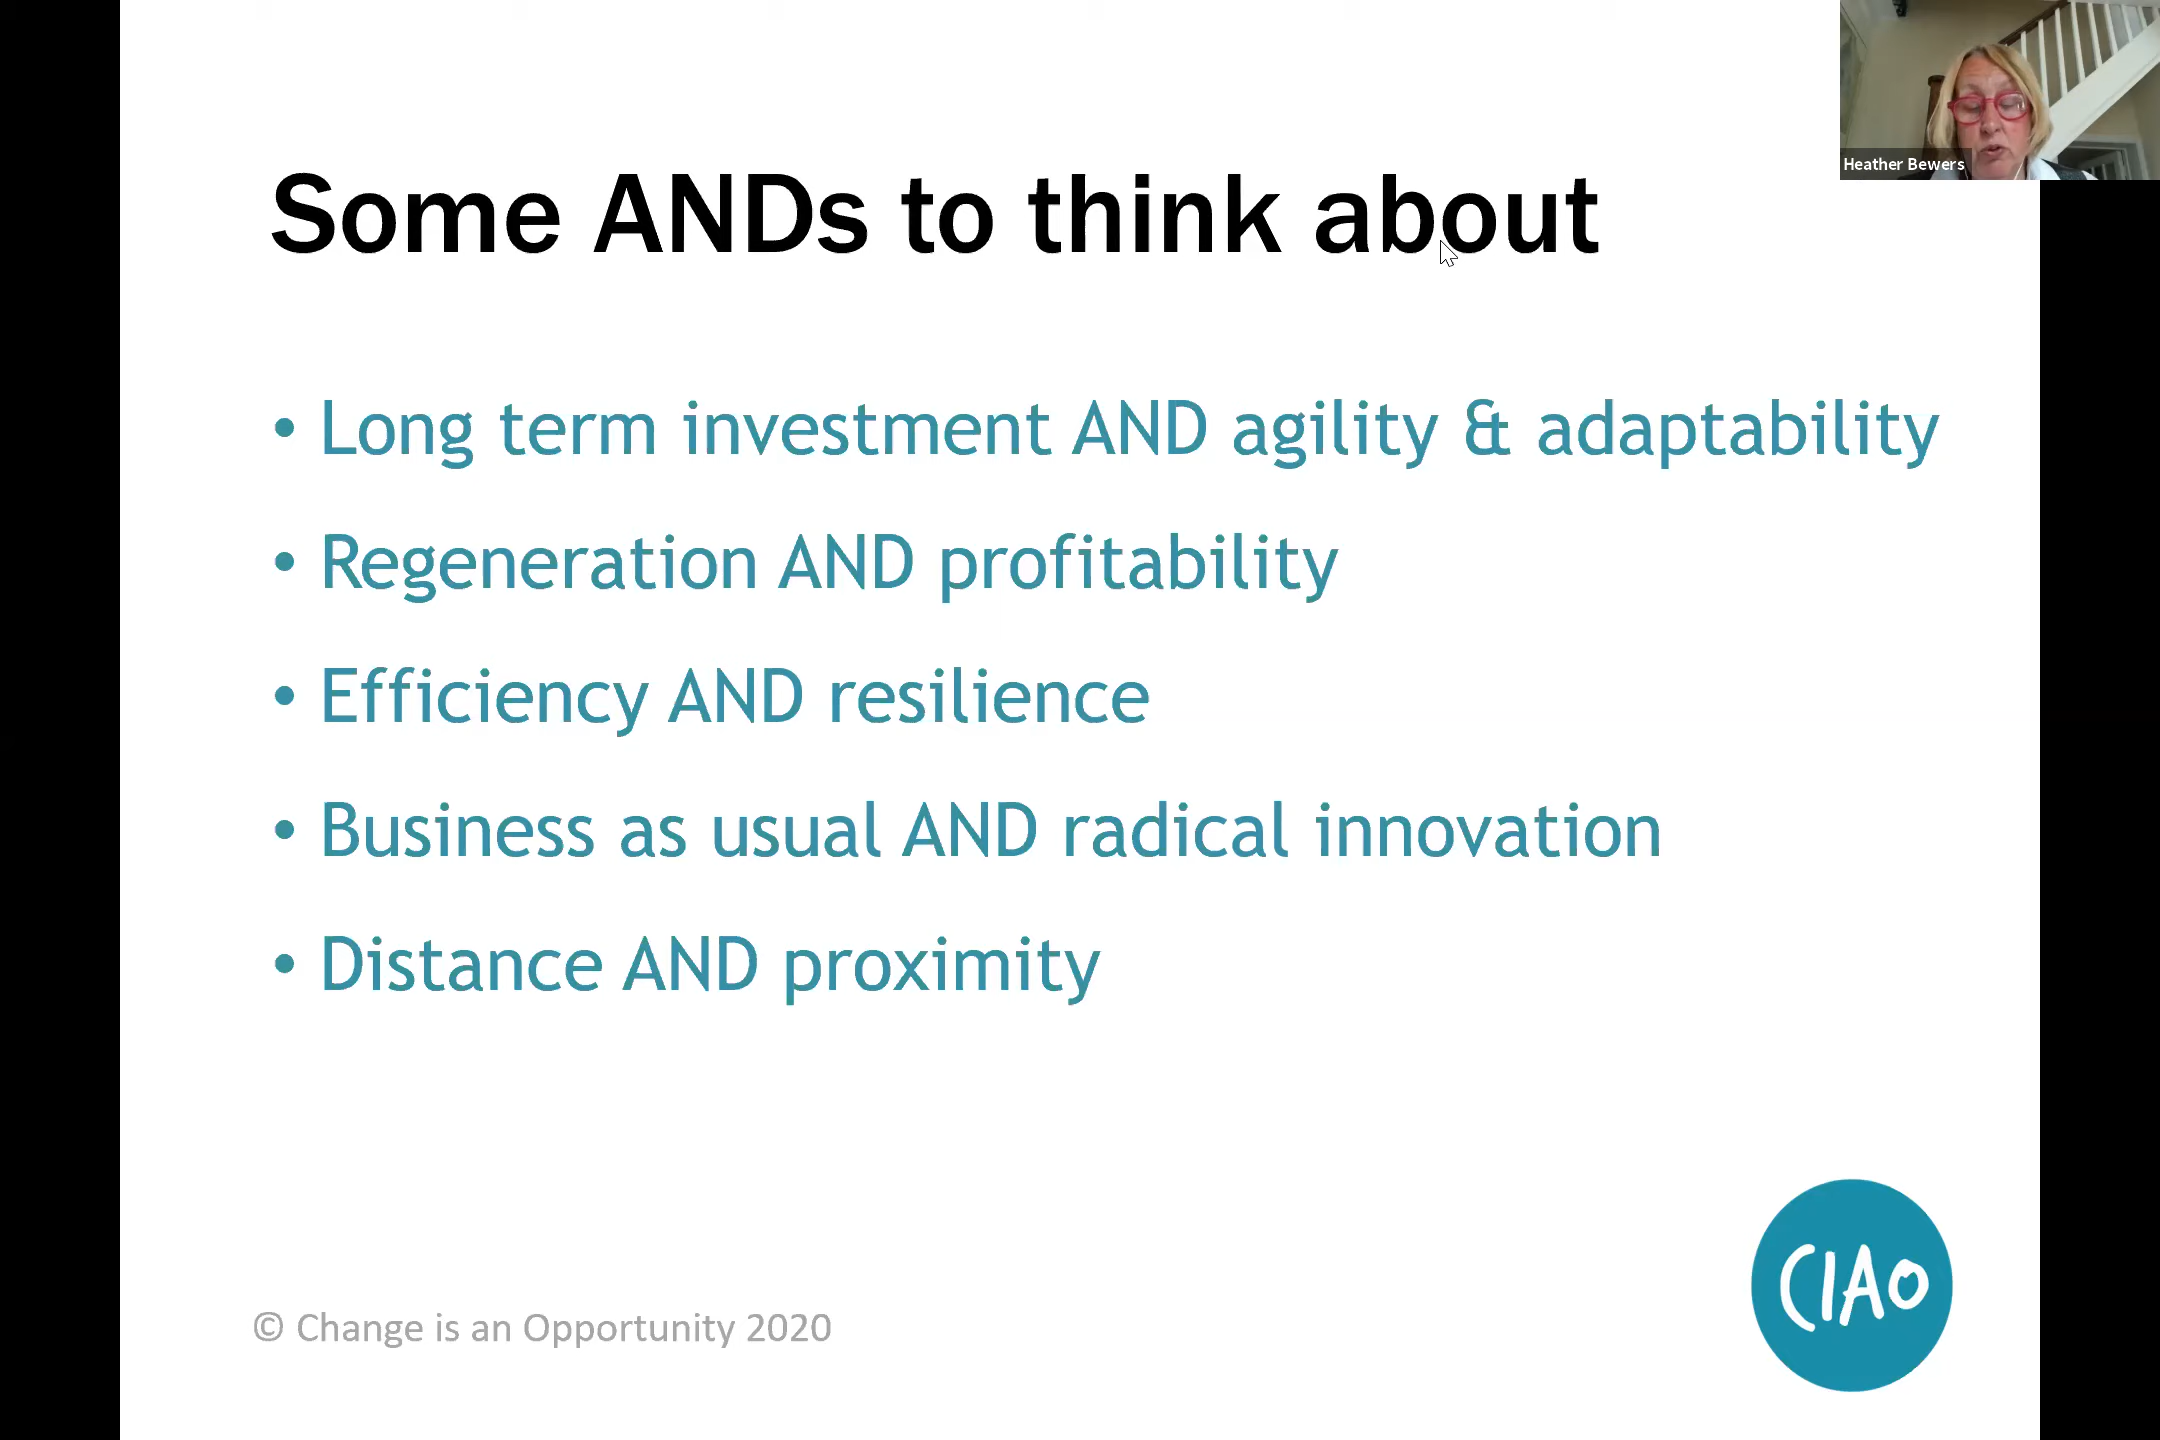 Heather Bewers
Some ANDs to think about
• Long term investment AND agility & adaptability
• Regeneration AND profitability
• Efficiency AND resilience
• Business as usual AND radical innovation
• Distance AND proximity
© Change is an Opportunity 2020
CIAO